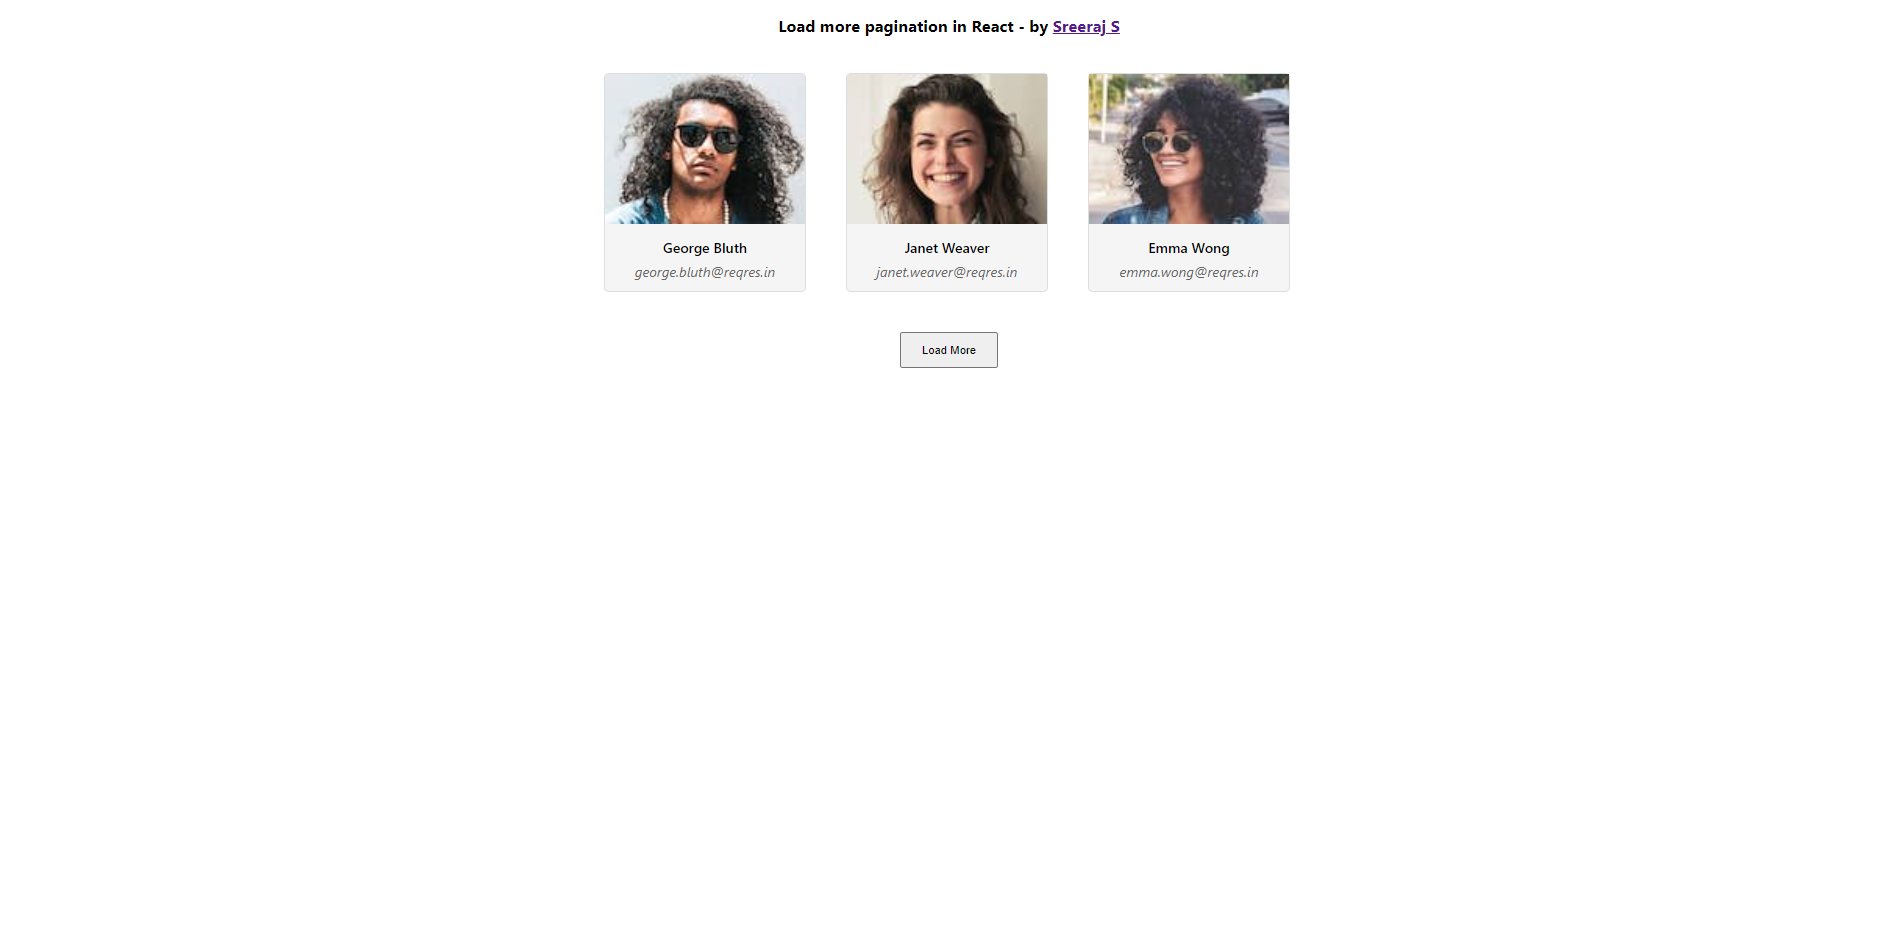 Load more pagination in React - by Sreeraj S
George Bluth
george.bluth@reqres.in
Janet Weaver
janet.weaver@reqres.in
Emma Wong
emma.wong@reqres.in
Load More